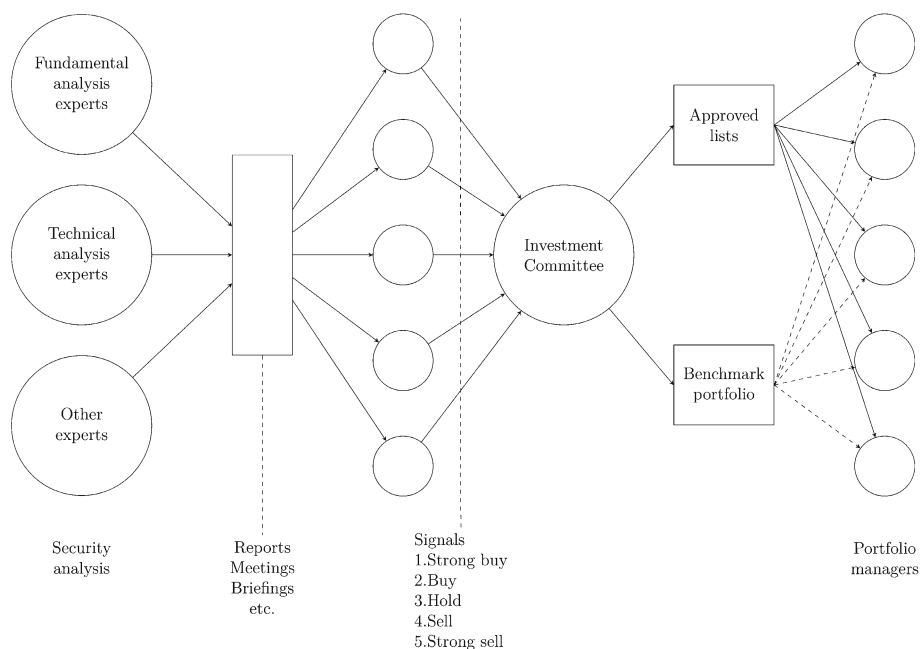 Fundamental
analysis
experts
Technical
analysis
experts
Other
experts
Security
analysis
Reports
Meetings
Briefings
etc.
Signals
1.Strong buy
2.Buy
3.Hold
4.Sell
5.Strong sell
Investment
Committee
Approved
lists
Benchmark
portfolio
Portfolio
managers